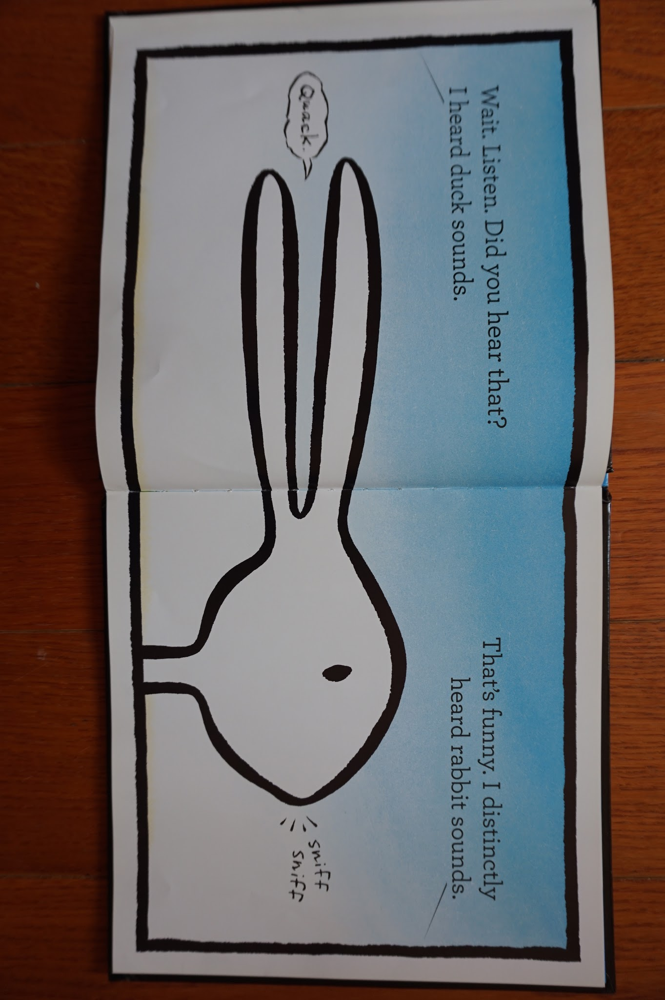 Wait. Listen. Did you hear that?
I heard duck sounds.
Quack.
That's funny. I distinctly
heard rabbit sounds.
sniff
sniff